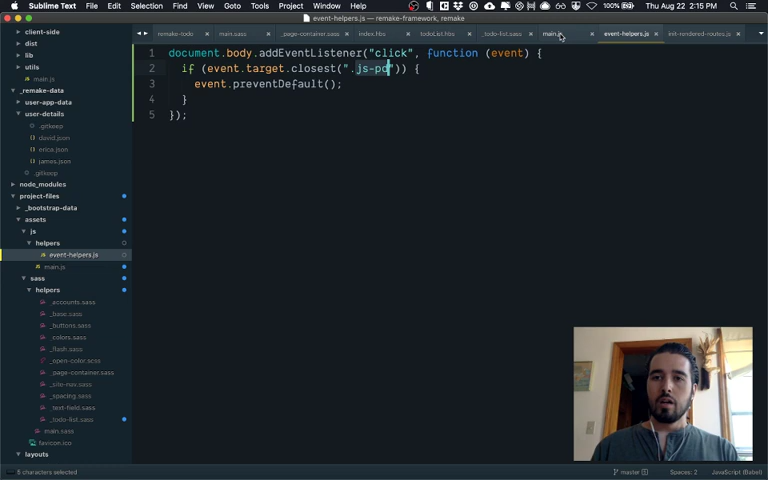 Sublime Text File Edit Selection Find View Goto Tools Project Window Help 100% Thu Aug 22 2:15 PM
event-helpers.js — remake-framework, remake
remake-todo main.sass _page-container.sass index.hbs todoList.hbs _todo-list.sass main.js event-helpers.js init-rendered-routes.js
client-side
dist
lib
utils
main.js
_remake-data
user-app-data
user-details
.gitkeep
david.json
erica.json
james.json
.gitkeep
node_modules
project-files
_bootstrap-data
assets
js
helpers
event-helpers.js
main.js
sass
helpers
_accounts.sass
_base.sass
_buttons.sass
_colors.sass
_flash.sass
_open-color.scss
_page-container.sass
_site-nav.sass
_spacing.sass
_text-field.sass
_todo-list.sass
main.sass
favicon.ico
layouts
1 document.body.addEventListener("click", function (event) {
2 if (event.target.closest(".js-pd")) {
3 event.preventDefault();
4 }
5 });
5 characters selected master Spaces: 2 JavaScript (Babel)